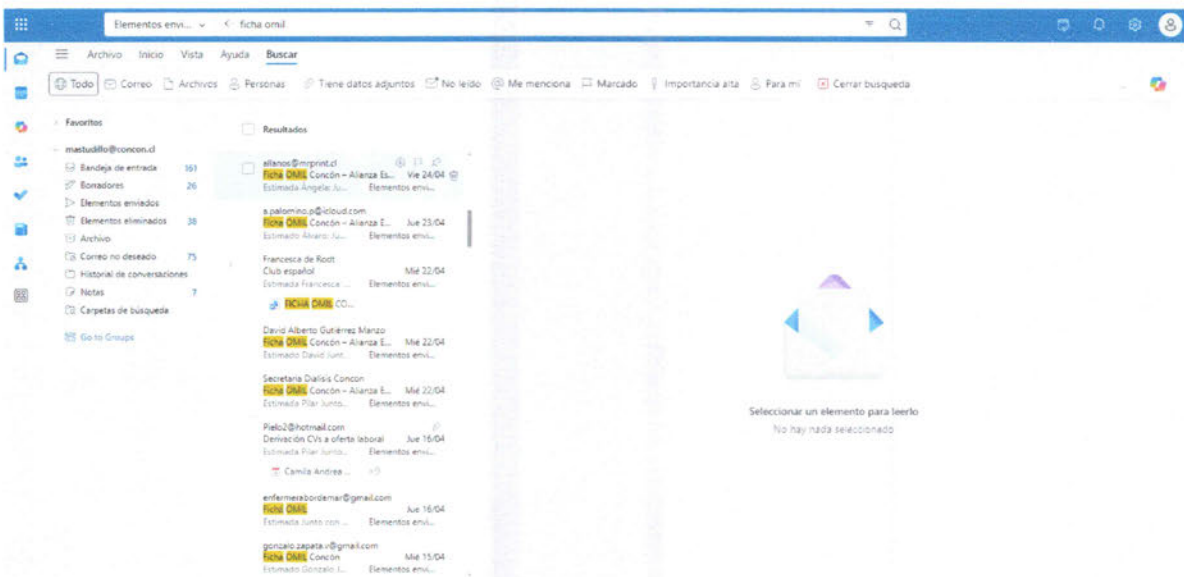 Elementos envi... ficha omil
Archivo Inicio Vista Ayuda Buscar
Todo Correo Archivos Personas Tiene datos adjuntos No leído Me menciona Marcado Importancia alta Para mí Cerrar busqueda
Favoritos
mastudillo@concon.cl
Bandeja de entrada 161
Borradores 26
Elementos enviados
Elementos eliminados 38
Archivo
Correo no deseado 75
Historial de conversaciones
Notas 7
Carpetas de búsqueda
Go to Groups
Resultados
allanos@mrprint.cl
Ficha OMIL Concón – Alianza Es... Vie 24/04
Estimada Angela: Ju... Elementos envi...
a.palomino.p@icloud.com
Ficha OMIL Concón – Alianza E... Jue 23/04
Estimado Alvaro: Ju... Elementos envi...
Francesca de Rodt
Club español Mié 22/04
Estimada Francesca ... Elementos envi...
FICHA OMIL CO...
David Alberto Gutiérrez Manzo
Ficha OMIL Concón – Alianza E... Mié 22/04
Estimado David Junt... Elementos envi...
Secretaria Dialisis Concon
Ficha OMIL Concón – Alianza E... Mié 22/04
Estimada Pilar Junto... Elementos envi...
Pielo2@hotmail.com
Derivación CVs a oferta laboral Jue 16/04
Estimada Pilar Junto... Elementos envi...
Camila Andrea ... +9
enfermerabordemar@gmail.com
Ficha OMIL Jue 16/04
Estimada Junto con ... Elementos envi...
gonzalo.zapata.v@gmail.com
Ficha OMIL Concón Mié 15/04
Estimado Gonzalo J... Elementos envi...
Seleccionar un elemento para leerlo
No hay nada seleccionado